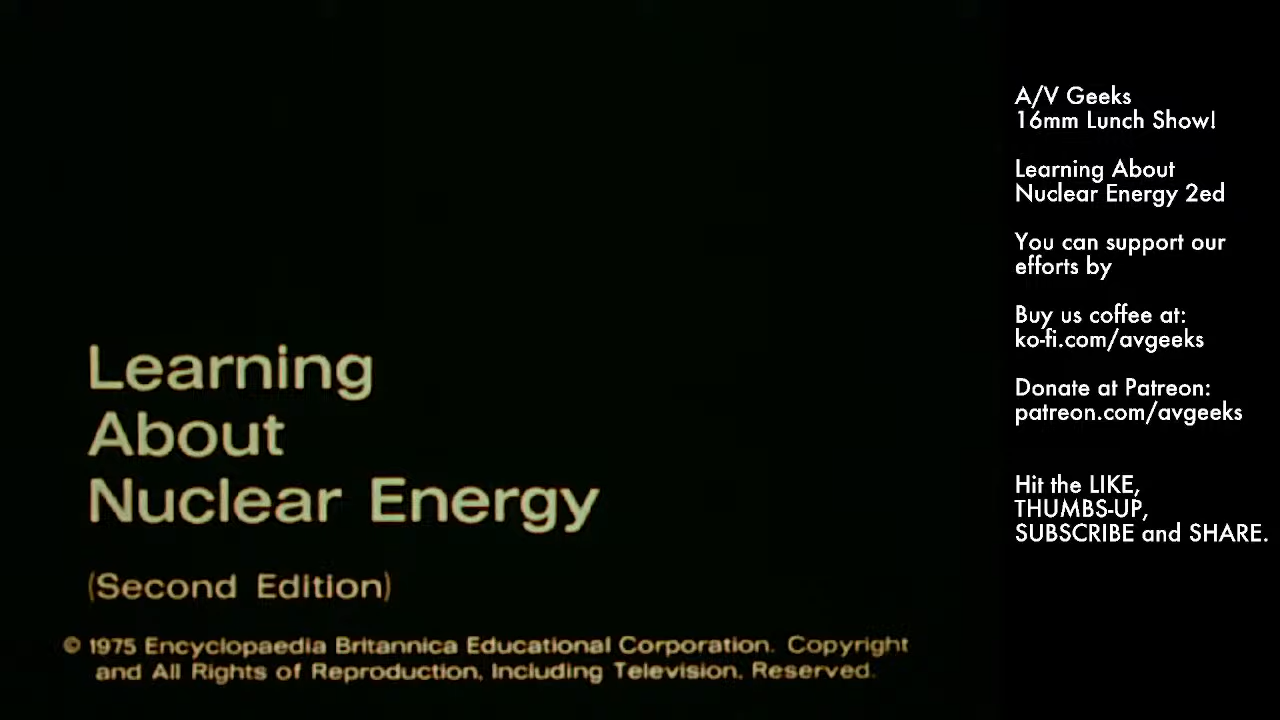 Learning
About
Nuclear Energy
(Second Edition)
© 1975 Encyclopaedia Britannica Educational Corporation. Copyright
and All Rights of Reproduction, Including Television, Reserved.
A/V Geeks
16mm Lunch Show!
Learning About
Nuclear Energy 2ed
You can support our
efforts by
Buy us coffee at:
ko-fi.com/avgeeks
Donate at Patreon:
patreon.com/avgeeks
Hit the LIKE,
THUMBS-UP,
SUBSCRIBE and SHARE.